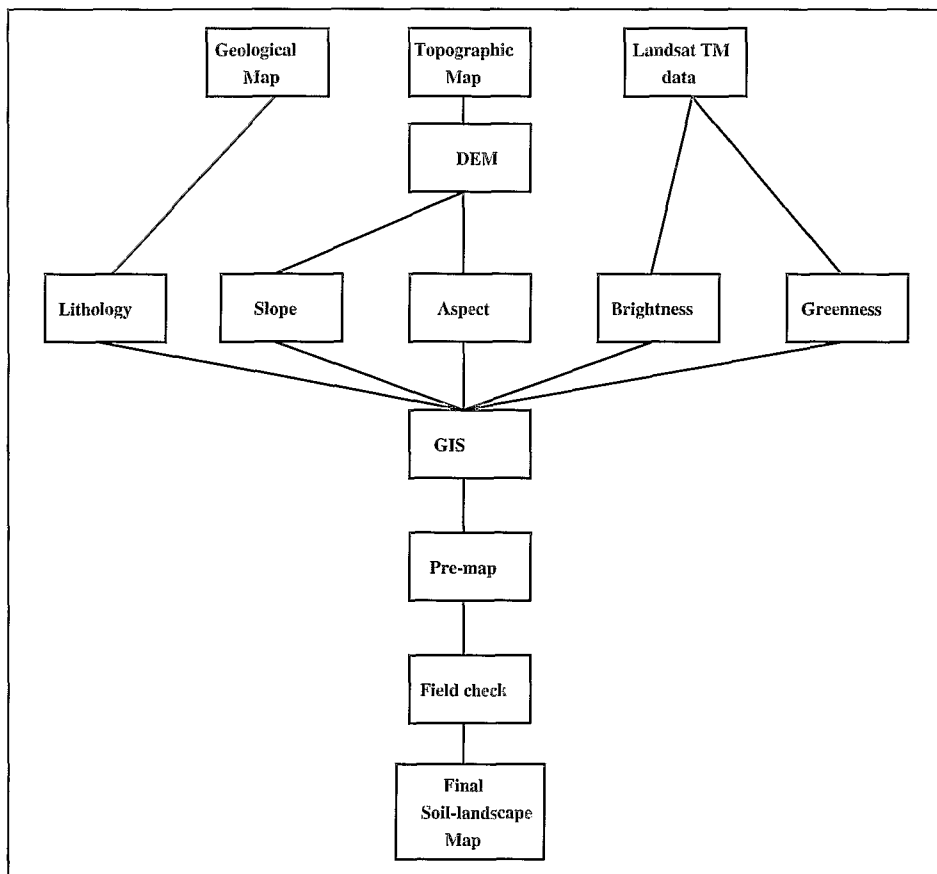 Geological
Map
Topographic
Map
Landsat TM
data
DEM
Lithology
Slope
Aspect
Brightness
Greenness
GIS
Pre-map
Field check
Final
Soil-landscape
Map